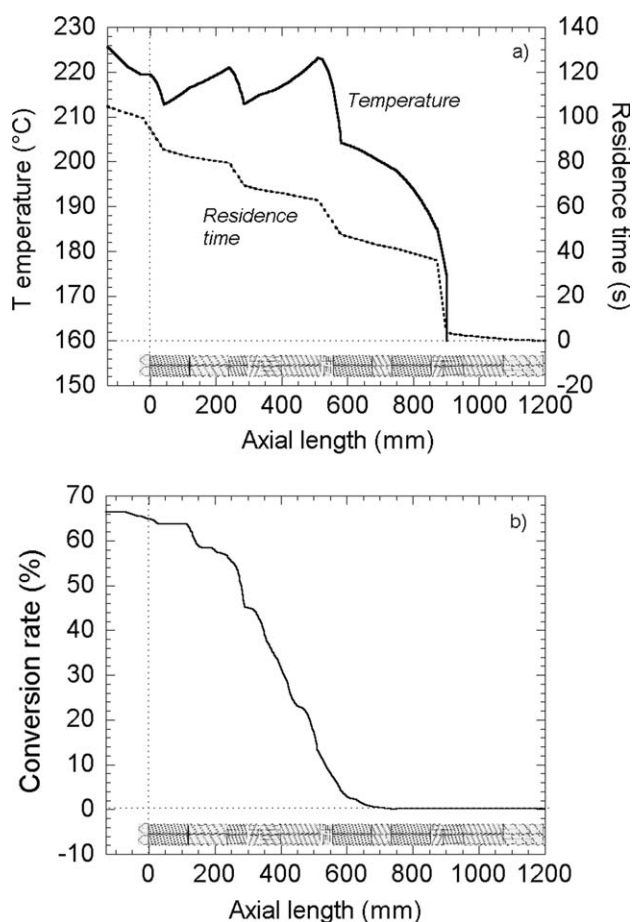 a)
Temperature
Residence
time
T emperature (°C)
230
220
210
200
190
180
170
160
150
140
120
100
80
60
40
20
0
-20
Residence time (s)
0 200 400 600 800 1000 1200
Axial length (mm)
b)
Conversion rate (%)
70
60
50
40
30
20
10
0
-10
0 200 400 600 800 1000 1200
Axial length (mm)